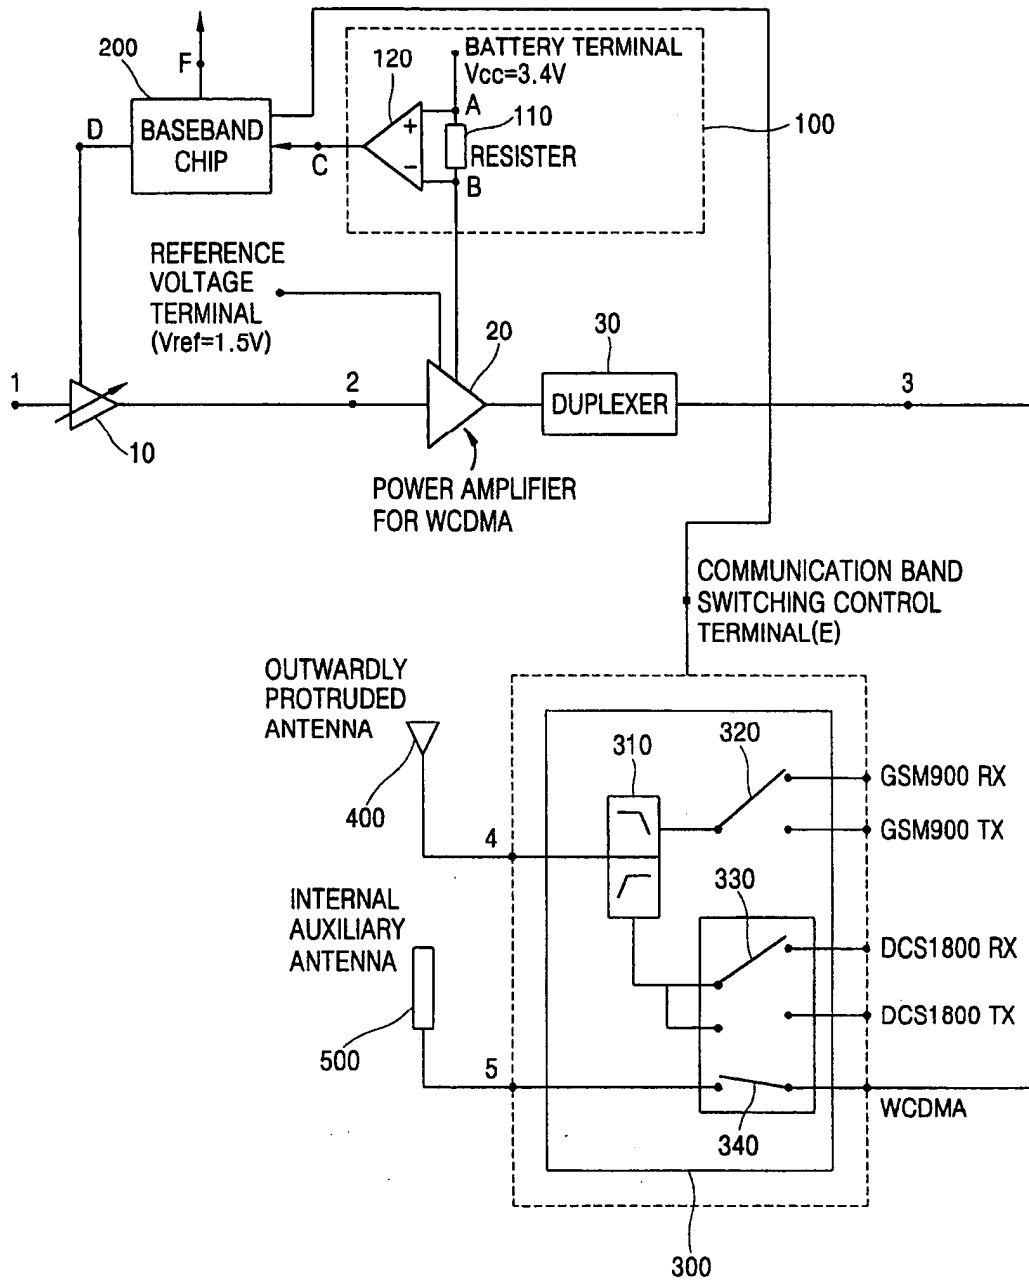 200
F
D
BASEBAND
CHIP
C
120
BATTERY TERMINAL
Vcc=3.4V
A
110
RESISTER
B
+
−
100
REFERENCE
VOLTAGE
TERMINAL
(Vref=1.5V)
1
10
2
20
30
DUPLEXER
3
POWER AMPLIFIER
FOR WCDMA
COMMUNICATION BAND
SWITCHING CONTROL
TERMINAL(E)
OUTWARDLY
PROTRUDED
ANTENNA
400
4
310
320
GSM900 RX
GSM900 TX
INTERNAL
AUXILIARY
ANTENNA
500
5
330
DCS1800 RX
DCS1800 TX
340
WCDMA
300